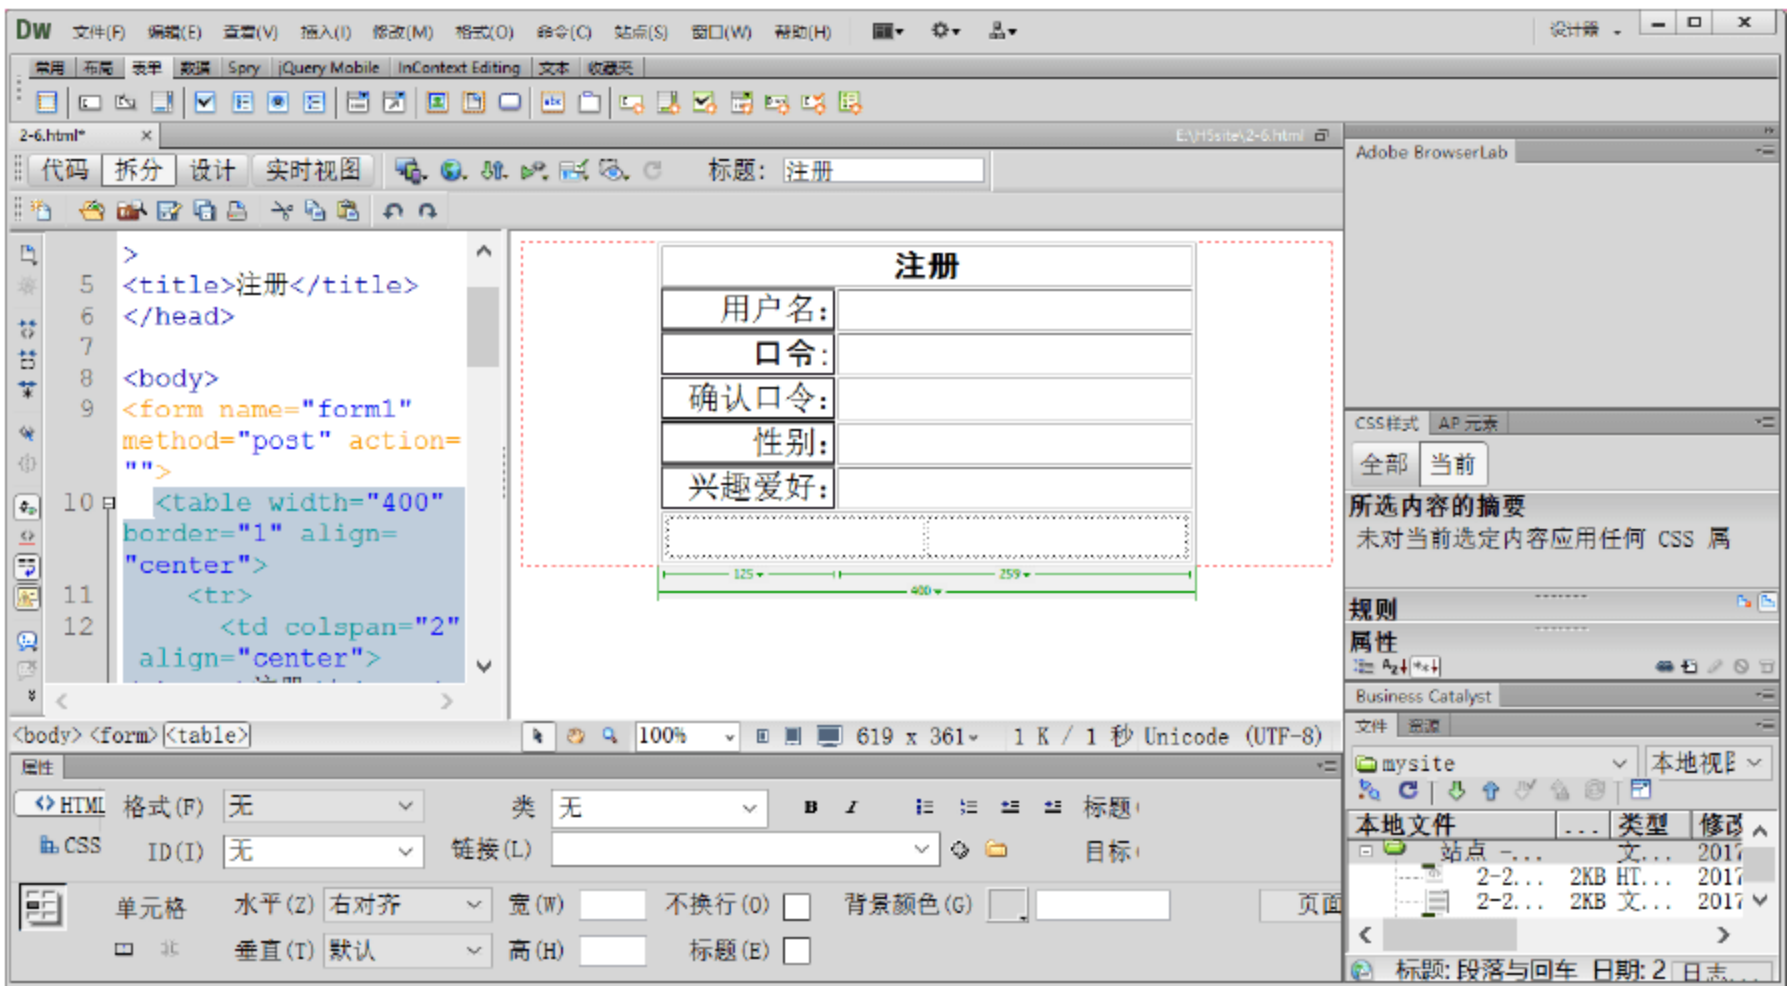 Dw 文件(F) 编辑(E) 查看(V) 插入(I) 修改(M) 格式(O) 命令(C) 站点(S) 窗口(W) 帮助(H) 设计器
常用 布局 表单 数据 Spry jQuery Mobile InContext Editing 文本 收藏夹
2-6.html* × E:\H5site\2-6.html
代码 拆分 设计 实时视图 标题: 注册
Adobe BrowserLab
>
5 <title>注册</title>
6 </head>
7
8 <body>
9 <form name="form1"
method="post" action=
"">
10 <table width="400"
border="1" align=
"center">
11 <tr>
12 <td colspan="2"
align="center">
注册
用户名:
口令:
确认口令:
性别:
兴趣爱好:
125 259
400
CSS样式 AP 元素
全部 当前
所选内容的摘要
未对当前选定内容应用任何 CSS 属
规则
属性
Business Catalyst
<body> <form> <table> 100% 619 x 361 1 K / 1 秒 Unicode (UTF-8)
文件 资源
mysite 本地视
本地文件 ... 类型 修改
站点 -... 文... 2017
2-2... 2KB HT... 2017
2-2... 2KB 文... 2017
标题:段落与回车 日期:2 日志...
属性
<> HTML 格式(F) 无 类 无 B I 标题(
CSS ID(I) 无 链接(L) 目标(
单元格 水平(Z) 右对齐 宽(W) 不换行(O) 背景颜色(G) 页面
垂直(T) 默认 高(H) 标题(E)